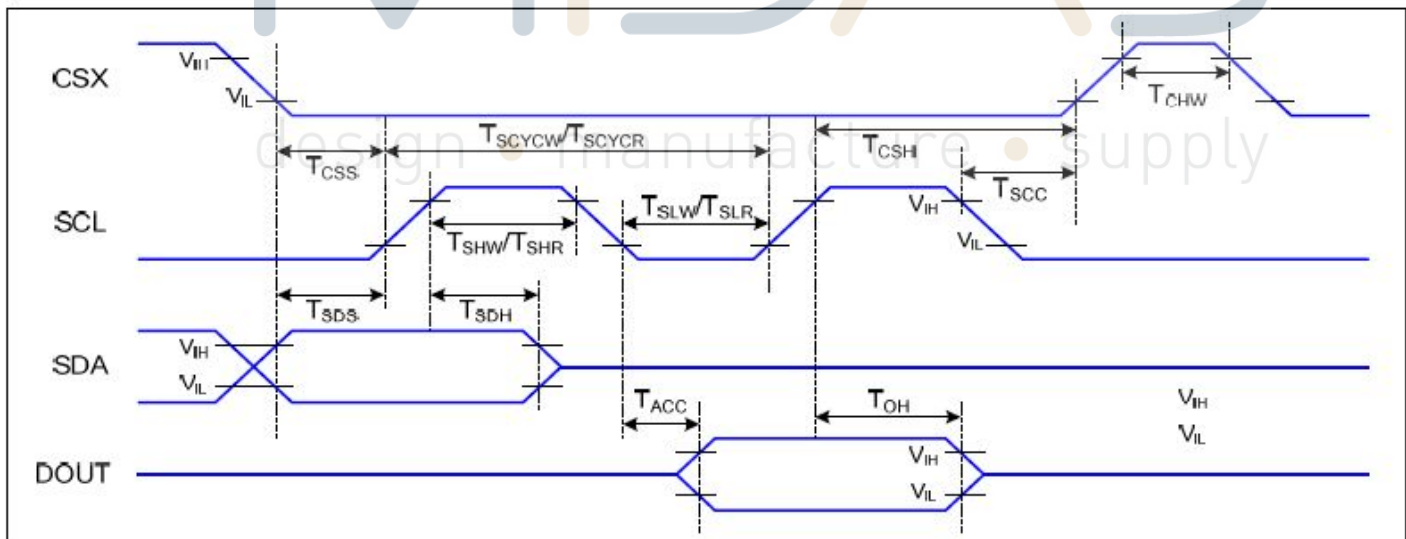 MIDAS
design • manufacture • supply
CSX
VIH
VIL
TCHW
TSCYCW/TSCYCR
TCSH
TCSS
TSCC
SCL
TSLW/TSLR
VIH
TSHW/TSHR
VIL
TSDS
TSDH
SDA
VIH
VIL
TACC
TOH
VIH
VIL
DOUT
VIH
VIL